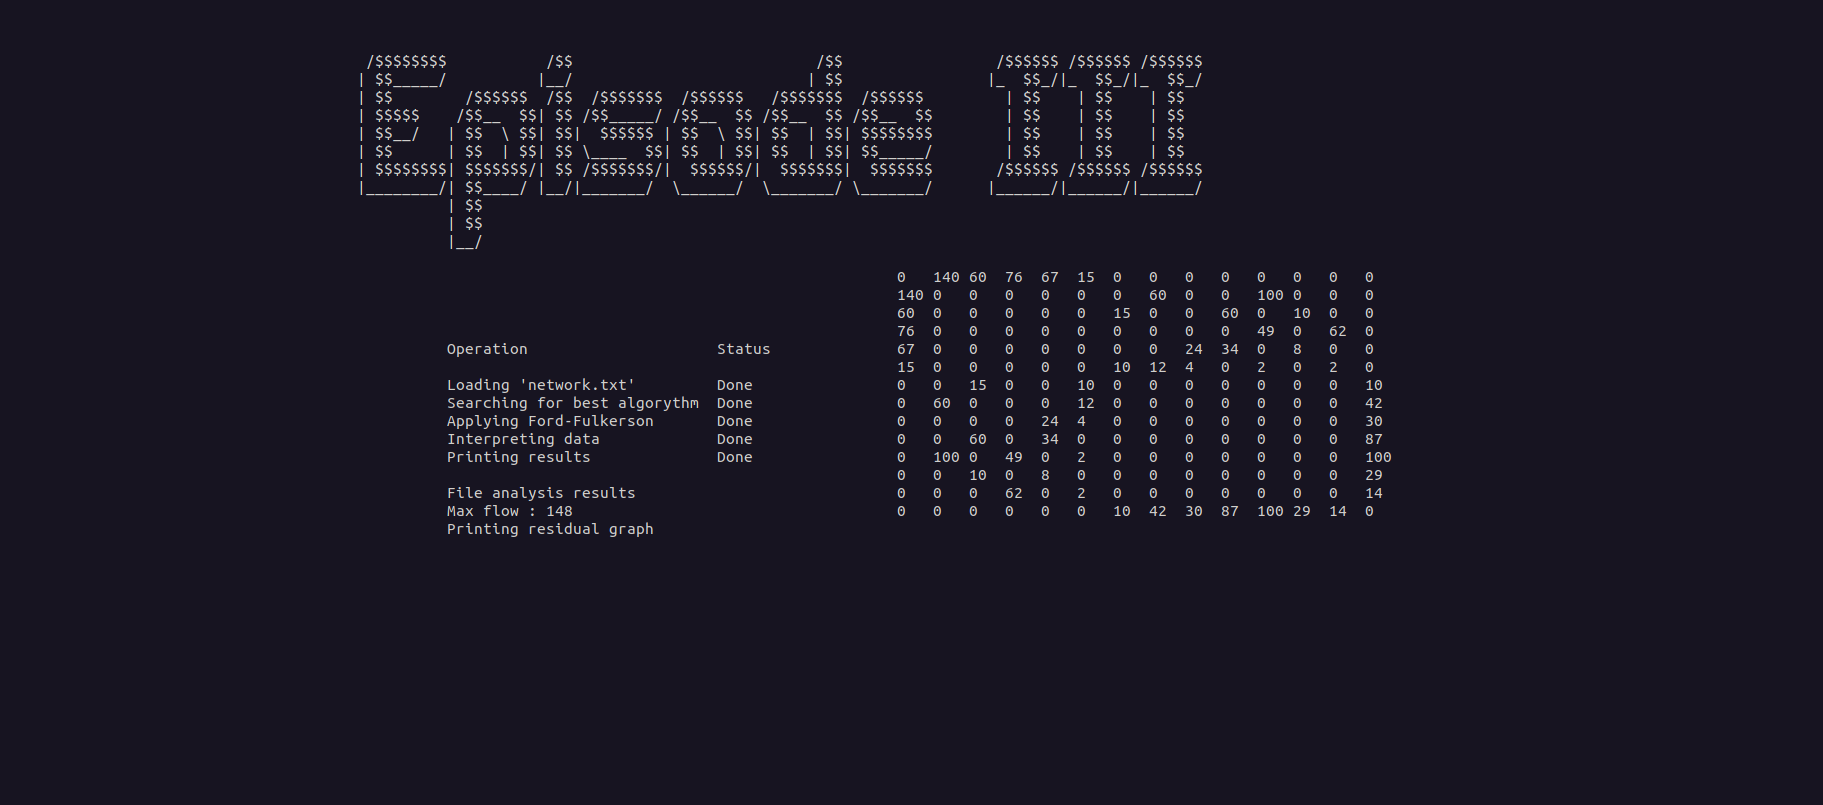 Episode III
0 140 60 76 67 15 0 0 0 0 0 0 0 0
140 0 0 0 0 0 0 60 0 0 100 0 0 0
60 0 0 0 0 0 15 0 0 60 0 10 0 0
76 0 0 0 0 0 0 0 0 0 49 0 62 0
Operation Status 67 0 0 0 0 0 0 0 24 34 0 8 0 0
15 0 0 0 0 0 10 12 4 0 2 0 2 0
Loading 'network.txt' Done 0 0 15 0 0 10 0 0 0 0 0 0 0 10
Searching for best algorythm Done 0 60 0 0 0 12 0 0 0 0 0 0 0 42
Applying Ford-Fulkerson Done 0 0 0 0 24 4 0 0 0 0 0 0 0 30
Interpreting data Done 0 0 60 0 34 0 0 0 0 0 0 0 0 87
Printing results Done 0 100 0 49 0 2 0 0 0 0 0 0 0 100
0 0 10 0 8 0 0 0 0 0 0 0 0 29
File analysis results 0 0 0 62 0 2 0 0 0 0 0 0 0 14
Max flow : 148 0 0 0 0 0 0 10 42 30 87 100 29 14 0
Printing residual graph